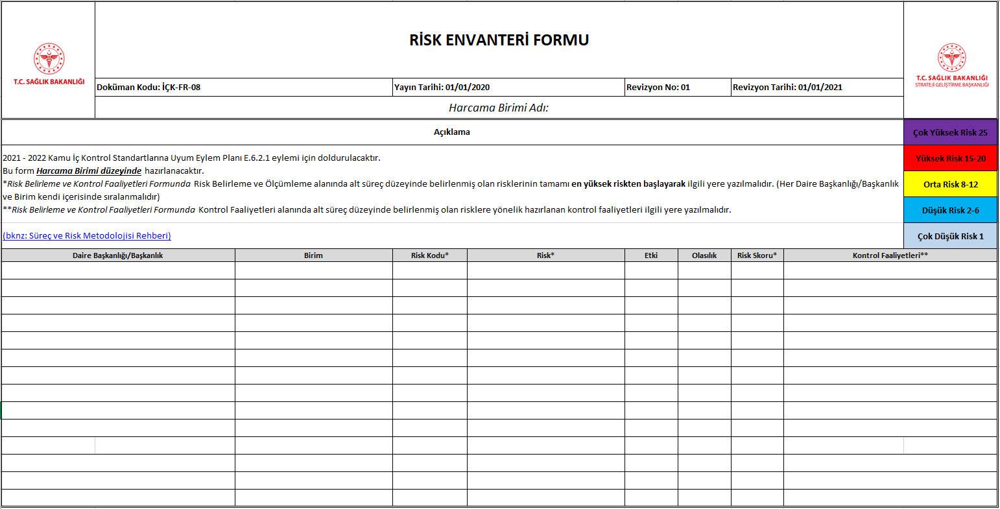 RİSK ENVANTERİ FORMU
T.C. SAĞLIK BAKANLIĞI
T.C. SAĞLIK BAKANLIĞI
STRATEJİ GELİŞTİRME BAŞKANLIĞI
Doküman Kodu: İÇK-FR-08 Yayın Tarihi: 01/01/2020 Revizyon No: 01 Revizyon Tarihi: 01/01/2021
Harcama Birimi Adı:
Açıklama
Çok Yüksek Risk 25
2021 - 2022 Kamu İç Kontrol Standartlarına Uyum Eylem Planı E.6.2.1 eylemi için doldurulacaktır.
Yüksek Risk 15-20
Bu form Harcama Birimi düzeyinde hazırlanacaktır.
*Risk Belirleme ve Kontrol Faaliyetleri Formunda Risk Belirleme ve Ölçümleme alanında alt süreç düzeyinde belirlenmiş olan risklerinin tamamı en yüksek riskten başlayarak ilgili yere yazılmalıdır. (Her Daire Başkanlığı/Başkanlık
ve Birim kendi içerisinde sıralanmalıdır)
Orta Risk 8-12
**Risk Belirleme ve Kontrol Faaliyetleri Formunda Kontrol Faaliyetleri alanında alt süreç düzeyinde belirlenmiş olan risklere yönelik hazırlanan kontrol faaliyetleri ilgili yere yazılmalıdır.
Düşük Risk 2-6
(bknz: Süreç ve Risk Metodolojisi Rehberi)
Çok Düşük Risk 1
Daire Başkanlığı/Başkanlık Birim Risk Kodu* Risk* Etki Olasılık Risk Skoru* Kontrol Faaliyetleri**